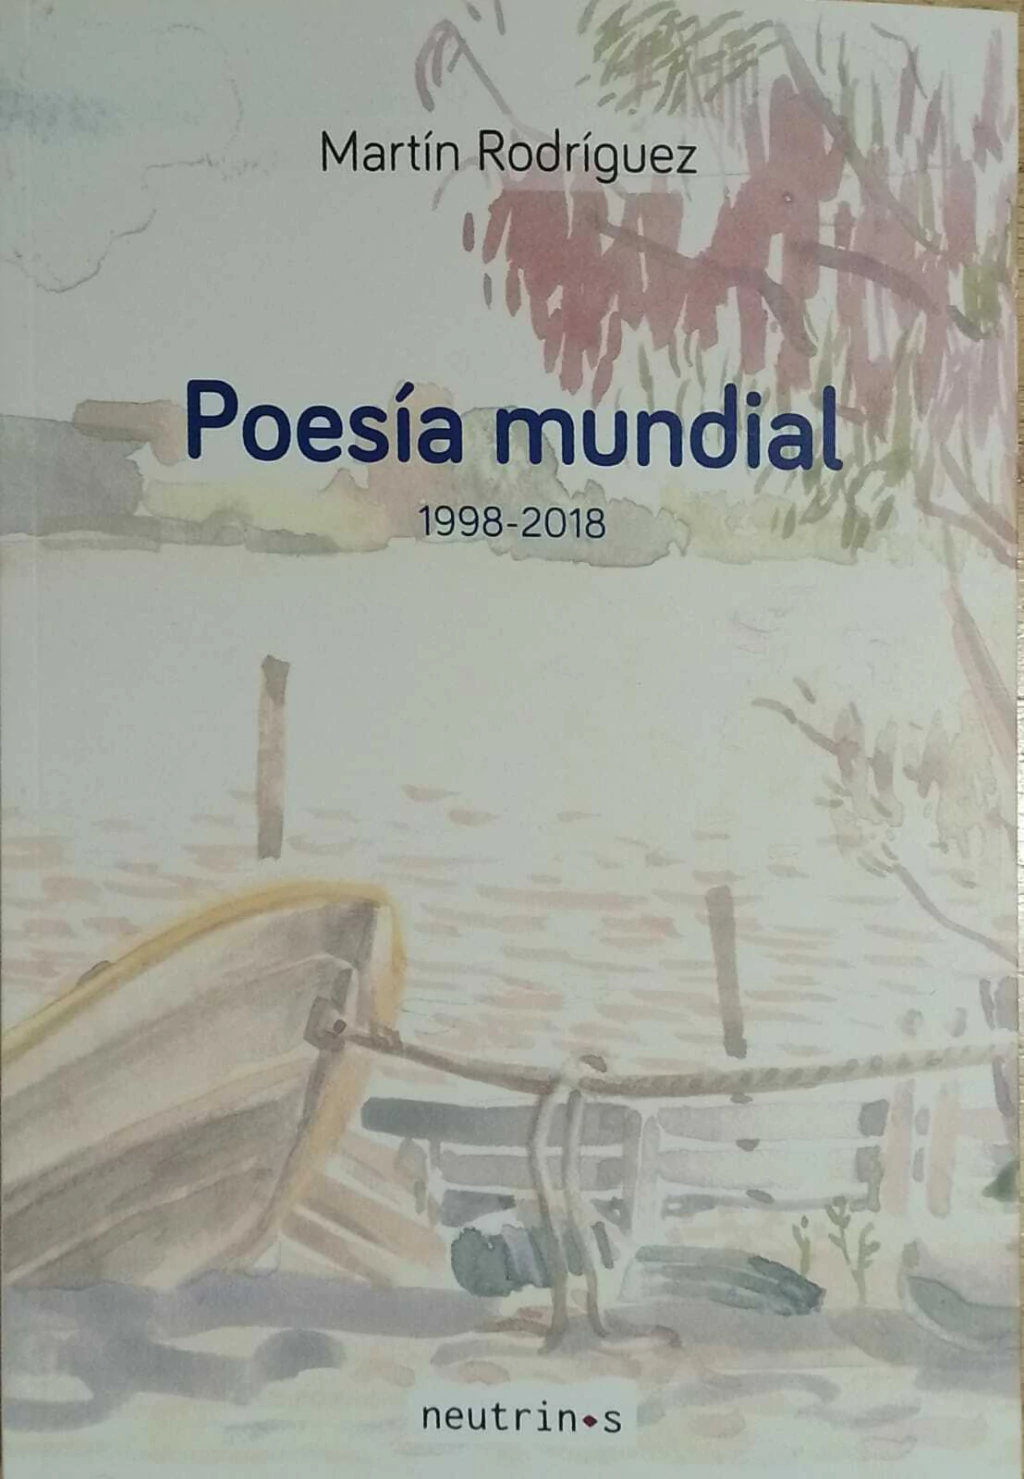 Martín Rodríguez
Poesía mundial
1998-2018
neutrin•s